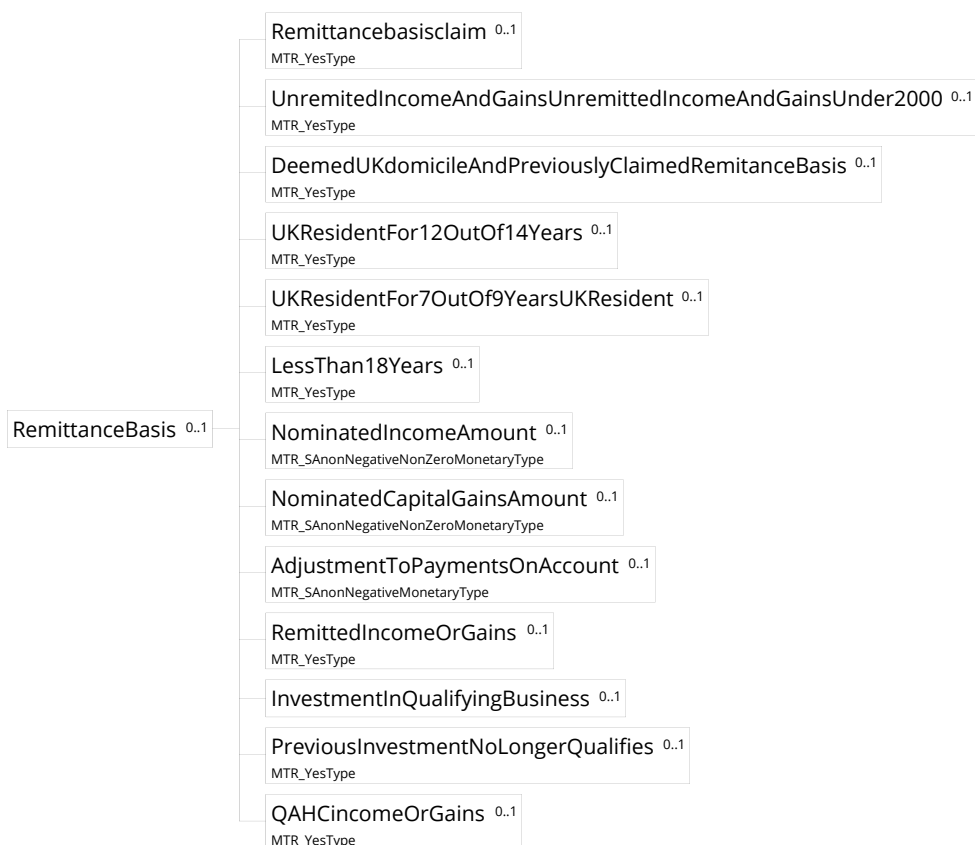 Remittancebasisclaim 0..1
MTR_YesType
UnremitedIncomeAndGainsUnremittedIncomeAndGainsUnder2000 0..1
MTR_YesType
DeemedUKdomicileAndPreviouslyClaimedRemitanceBasis 0..1
MTR_YesType
UKResidentFor12OutOf14Years 0..1
MTR_YesType
UKResidentFor7OutOf9YearsUKResident 0..1
MTR_YesType
LessThan18Years 0..1
MTR_YesType
RemittanceBasis 0..1
NominatedIncomeAmount 0..1
MTR_SAnonNegativeNonZeroMonetaryType
NominatedCapitalGainsAmount 0..1
MTR_SAnonNegativeNonZeroMonetaryType
AdjustmentToPaymentsOnAccount 0..1
MTR_SAnonNegativeMonetaryType
RemittedIncomeOrGains 0..1
MTR_YesType
InvestmentInQualifyingBusiness 0..1
PreviousInvestmentNoLongerQualifies 0..1
MTR_YesType
QAHCincomeOrGains 0..1
MTR_YesType